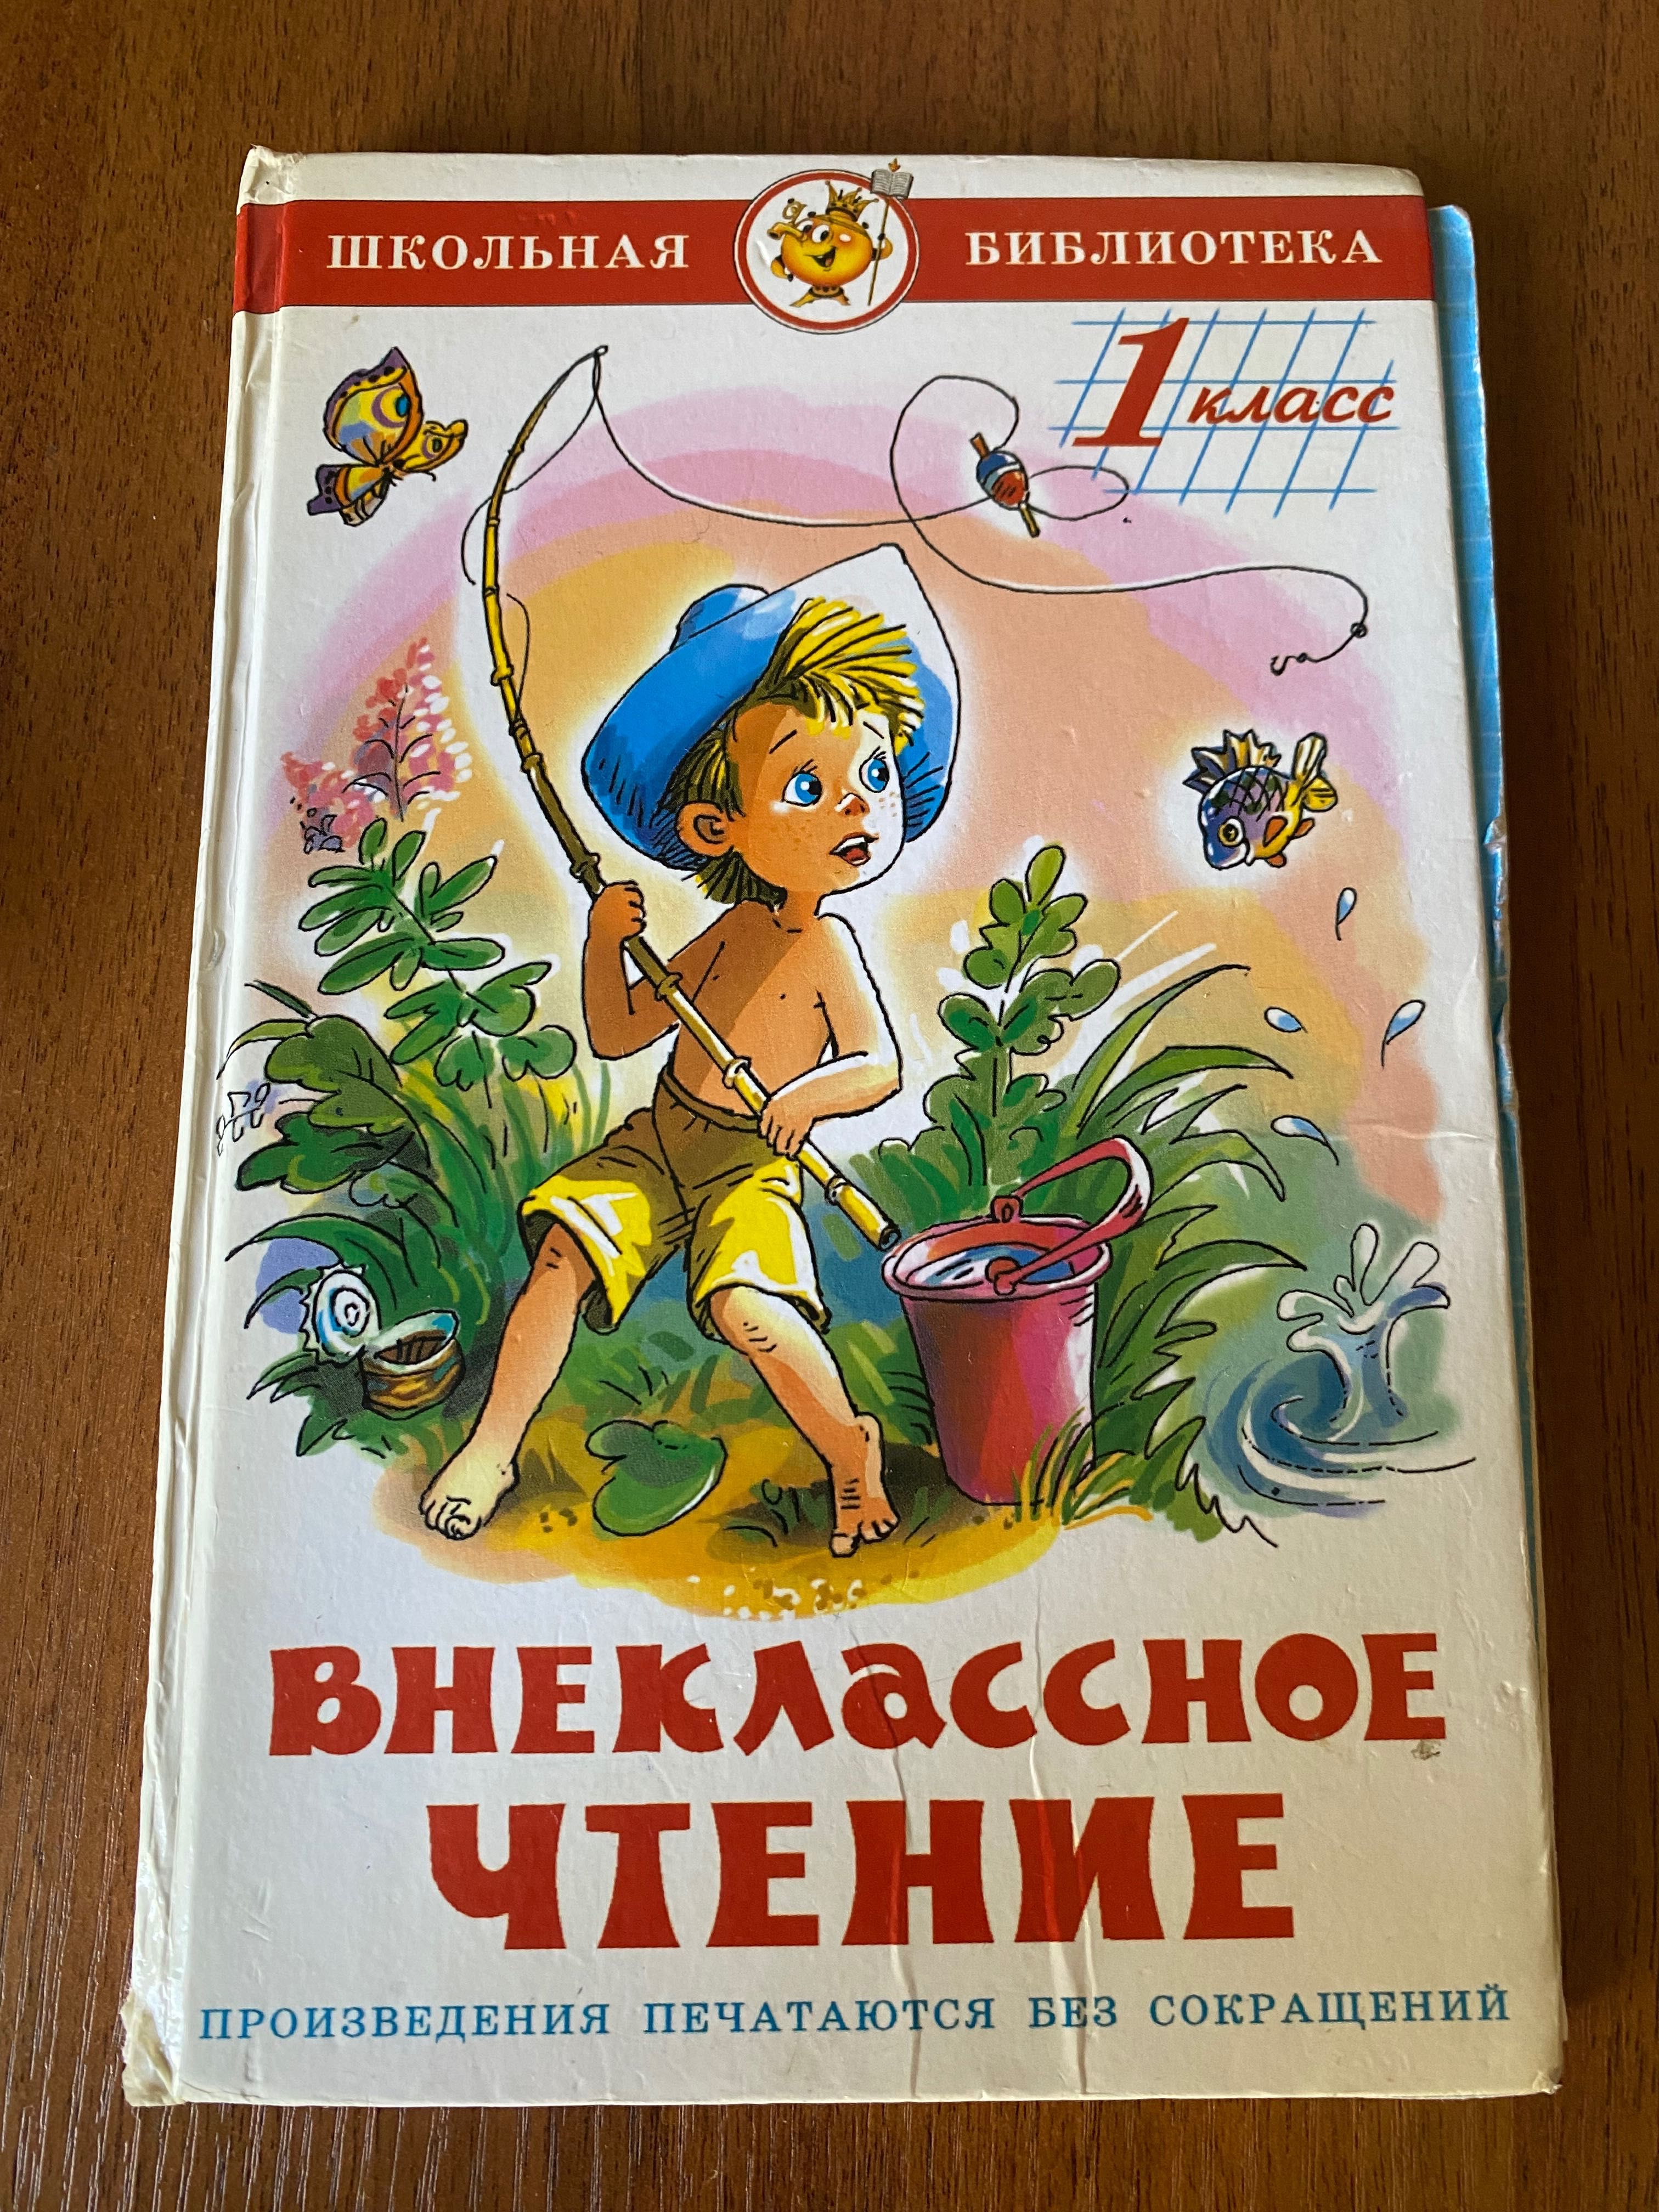 ШКОЛЬНАЯ БИБЛИОТЕКА
1 класс
ВНЕКЛАССНОЕ
ЧТЕНИЕ
ПРОИЗВЕДЕНИЯ ПЕЧАТАЮТСЯ БЕЗ СОКРАЩЕНИЙ